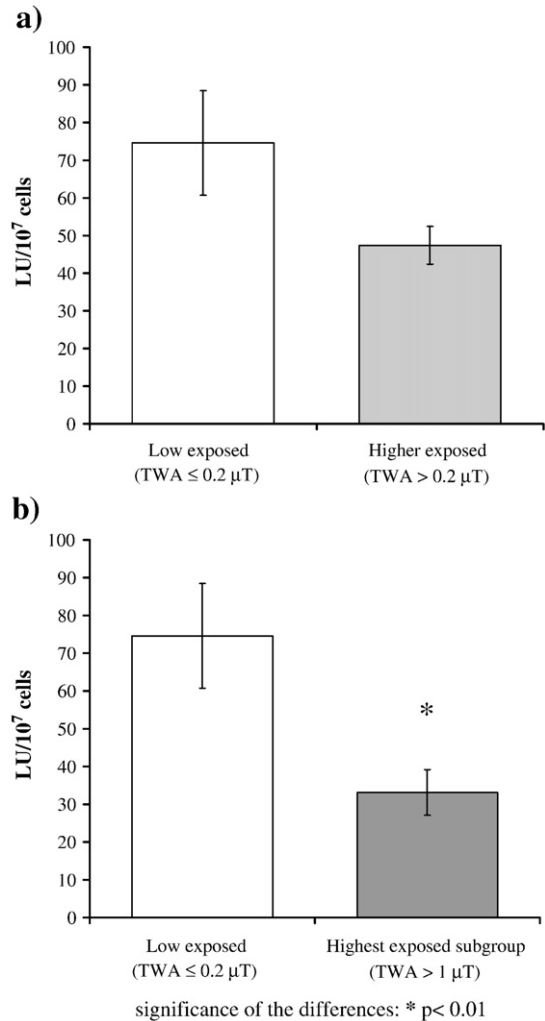 a)
100
90
80
70
60
50
40
30
20
10
0
LU/10⁷ cells
Low exposed
(TWA ≤ 0.2 µT)
Higher exposed
(TWA > 0.2 µT)
b)
100
90
80
70
60
50
40
30
20
10
0
LU/10⁷ cells
*
Low exposed
(TWA ≤ 0.2 µT)
Highest exposed subgroup
(TWA > 1 µT)
significance of the differences: * p< 0.01